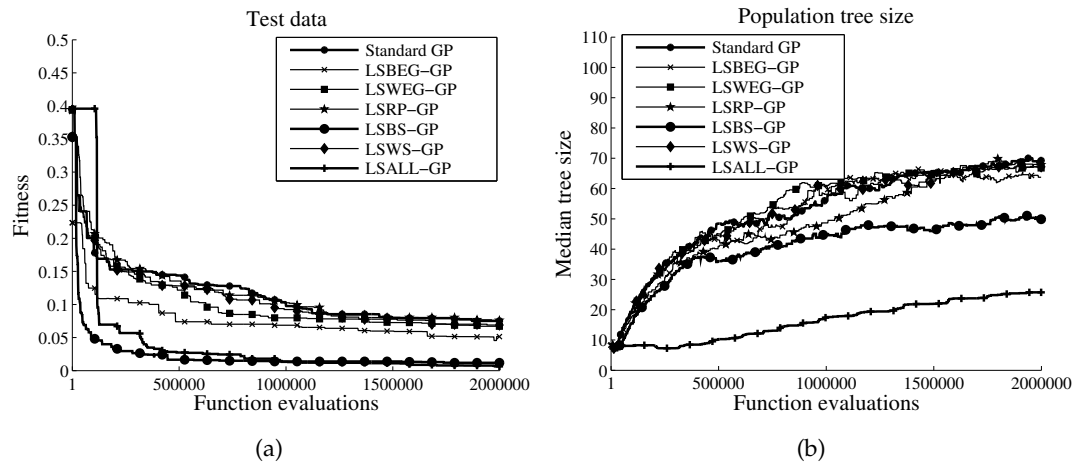 Test data
0.5
0.45
0.4
0.35
0.3
0.25
0.2
0.15
0.1
0.05
0
Fitness
Standard GP
LSBEG−GP
LSWEG−GP
LSRP−GP
LSBS−GP
LSWS−GP
LSALL−GP
1 500000 1000000 1500000 2000000
Function evaluations
(a)
Population tree size
110
100
90
80
70
60
50
40
30
20
10
0
Median tree size
Standard GP
LSBEG−GP
LSWEG−GP
LSRP−GP
LSBS−GP
LSWS−GP
LSALL−GP
1 500000 1000000 1500000 2000000
Function evaluations
(b)